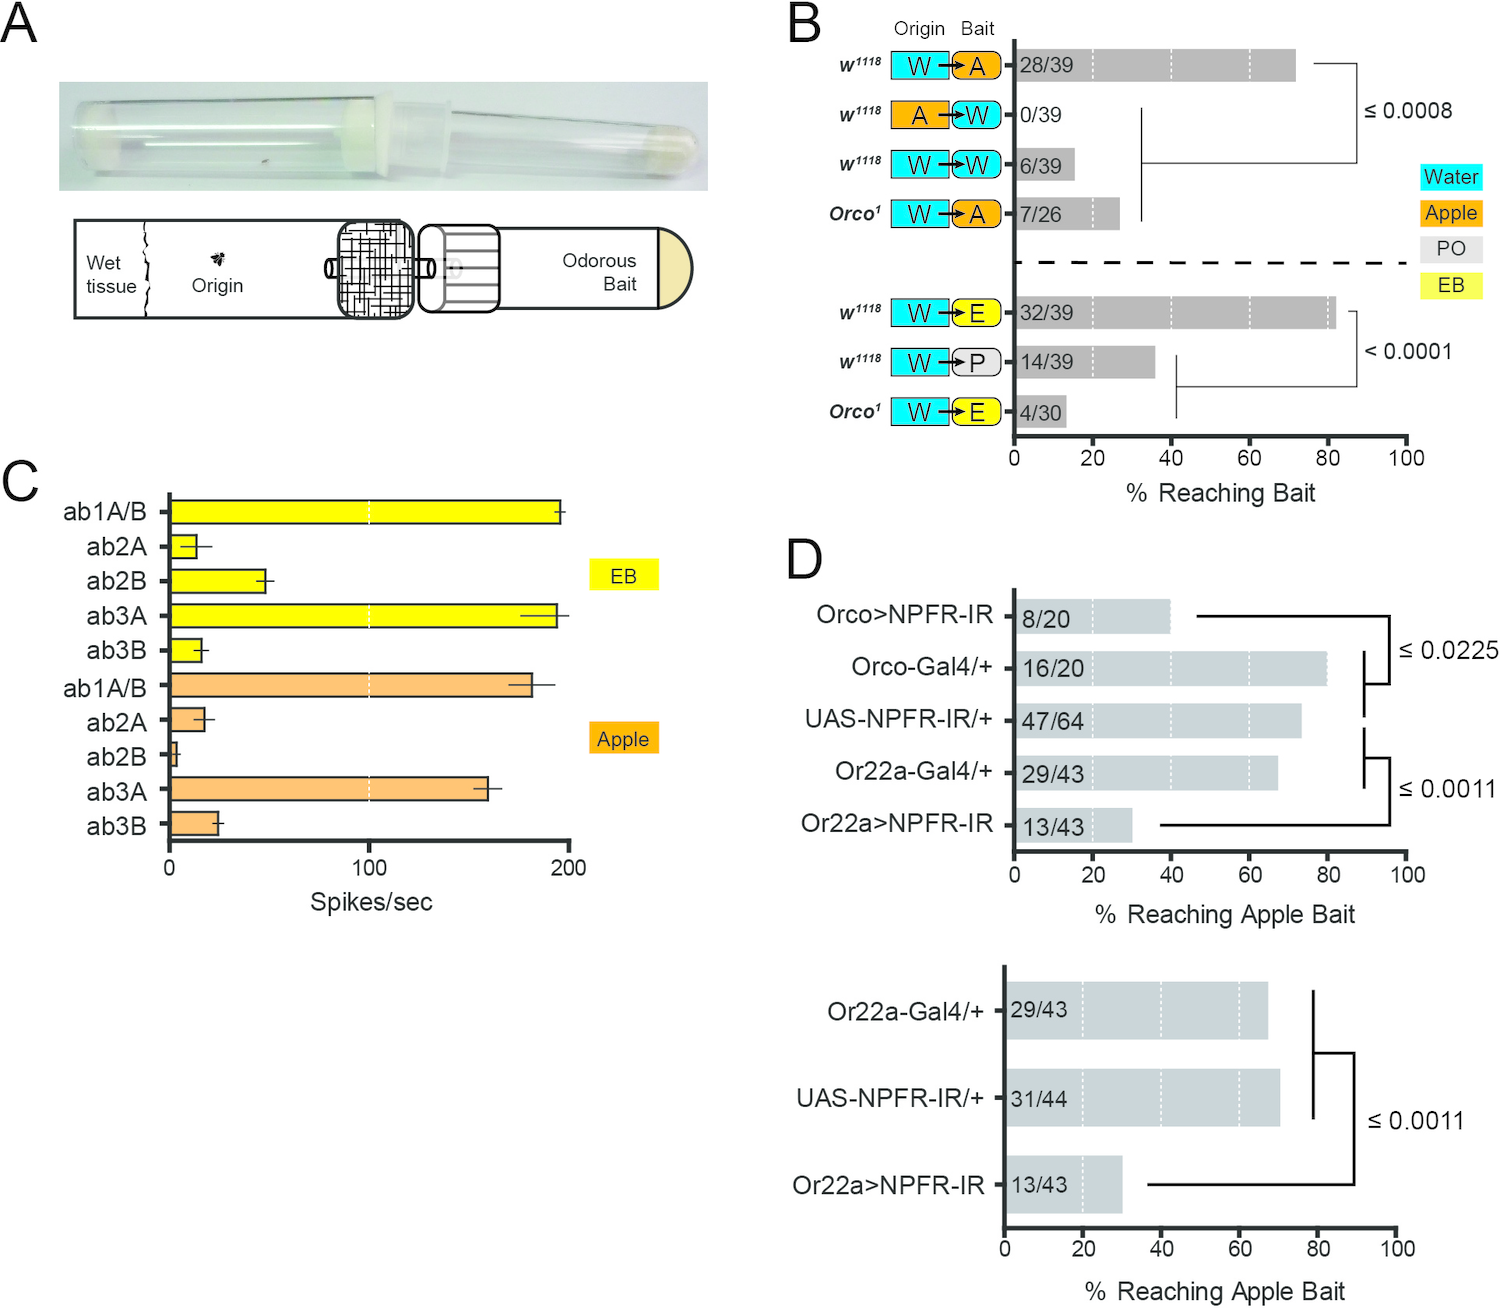 A
Wet
tissue
Origin
Odorous
Bait
B
Origin Bait
w1118 W A 28/39
w1118 A W 0/39
w1118 W W 6/39
Orco1 W A 7/26
≤ 0.0008
w1118 W E 32/39
w1118 W P 14/39
Orco1 W E 4/30
< 0.0001
0 20 40 60 80 100
% Reaching Bait
Water
Apple
PO
EB
C
ab1A/B
ab2A
ab2B
ab3A
ab3B
ab1A/B
ab2A
ab2B
ab3A
ab3B
EB
Apple
0 100 200
Spikes/sec
D
Orco>NPFR-IR 8/20
Orco-Gal4/+ 16/20
UAS-NPFR-IR/+ 47/64
Or22a-Gal4/+ 29/43
Or22a>NPFR-IR 13/43
≤ 0.0225
≤ 0.0011
0 20 40 60 80 100
% Reaching Apple Bait
Or22a-Gal4/+ 29/43
UAS-NPFR-IR/+ 31/44
Or22a>NPFR-IR 13/43
≤ 0.0011
0 20 40 60 80 100
% Reaching Apple Bait